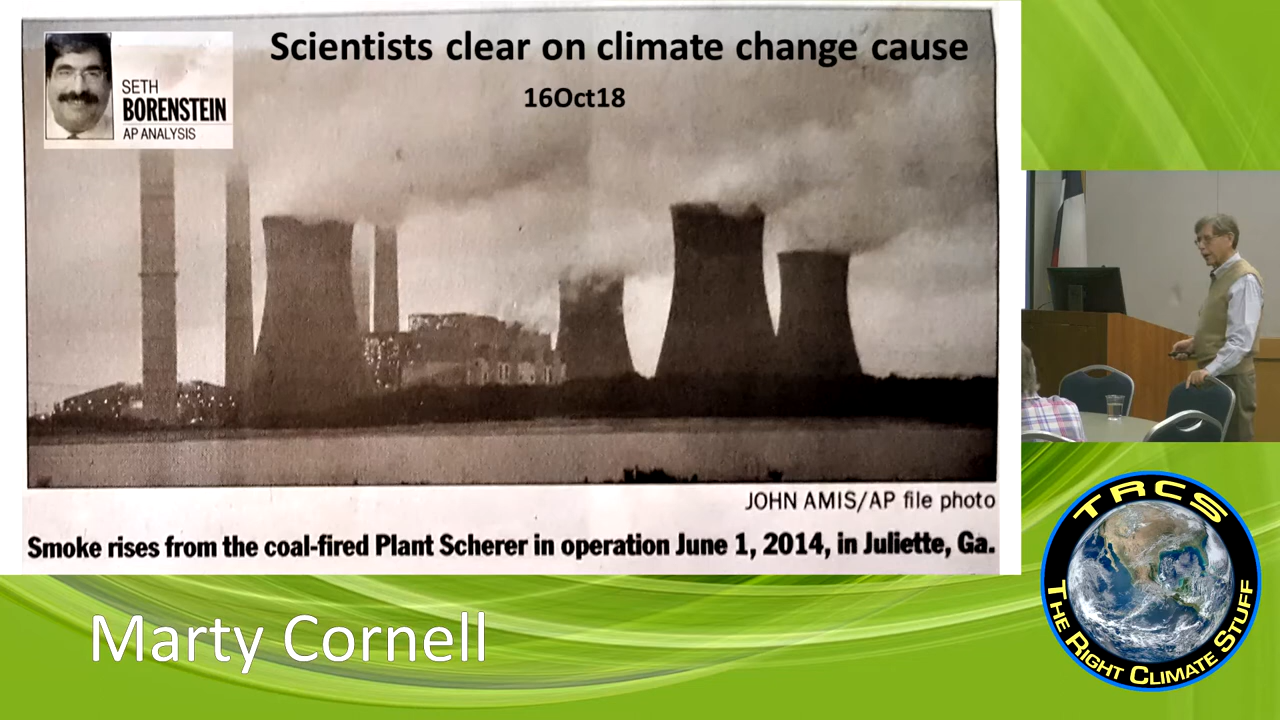 Scientists clear on climate change cause
16Oct18
SETH
BORENSTEIN
AP ANALYSIS
JOHN AMIS/AP file photo
Smoke rises from the coal-fired Plant Scherer in operation June 1, 2014, in Juliette, Ga.
Marty Cornell
TRCS
THE RIGHT CLIMATE STUFF